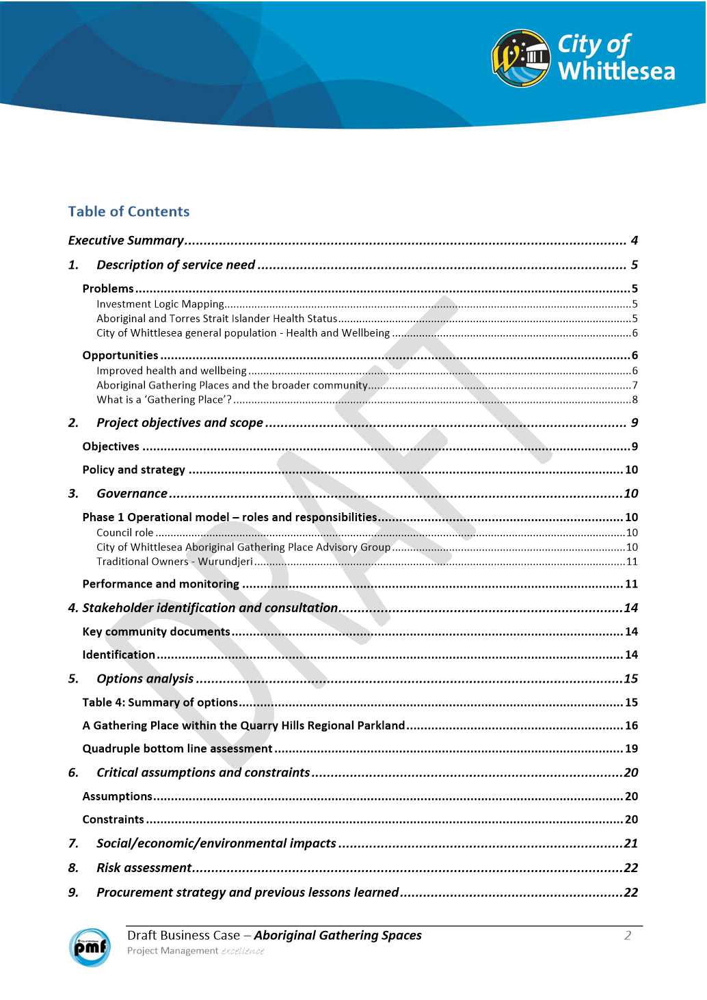 City of
Whittlesea
Table of Contents
Executive Summary........ 4
1. Description of service need ........ 5
Problems ........ 5
Investment Logic Mapping........ 5
Aboriginal and Torres Strait Islander Health Status........ 5
City of Whittlesea general population - Health and Wellbeing ........ 6
Opportunities ........ 6
Improved health and wellbeing ........ 6
Aboriginal Gathering Places and the broader community........ 7
What is a ‘Gathering Place’? ........ 8
2. Project objectives and scope ........ 9
Objectives ........ 9
Policy and strategy ........ 10
3. Governance ........ 10
Phase 1 Operational model – roles and responsibilities........ 10
Council role ........ 10
City of Whittlesea Aboriginal Gathering Place Advisory Group ........ 10
Traditional Owners - Wurundjeri ........ 11
Performance and monitoring ........ 11
4. Stakeholder identification and consultation........ 14
Key community documents ........ 14
Identification ........ 14
5. Options analysis ........ 15
Table 4: Summary of options........ 15
A Gathering Place within the Quarry Hills Regional Parkland ........ 16
Quadruple bottom line assessment ........ 19
6. Critical assumptions and constraints ........ 20
Assumptions........ 20
Constraints ........ 20
7. Social/economic/environmental impacts ........ 21
8. Risk assessment........ 22
9. Procurement strategy and previous lessons learned ........ 22
DRAFT
City of Whittlesea
pmf
Draft Business Case – Aboriginal Gathering Spaces 2
Project Management excellence